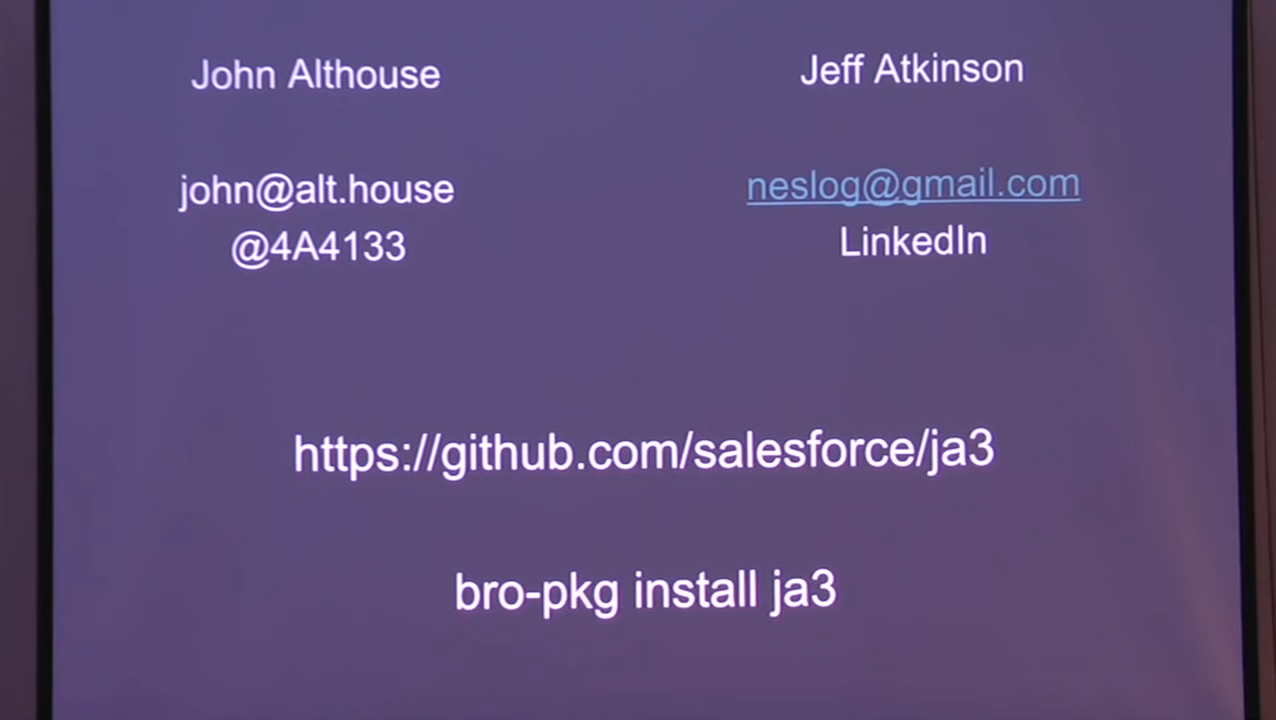 John Althouse
john@alt.house
@4A4133
Jeff Atkinson
neslog@gmail.com
LinkedIn
https://github.com/salesforce/ja3
bro-pkg install ja3